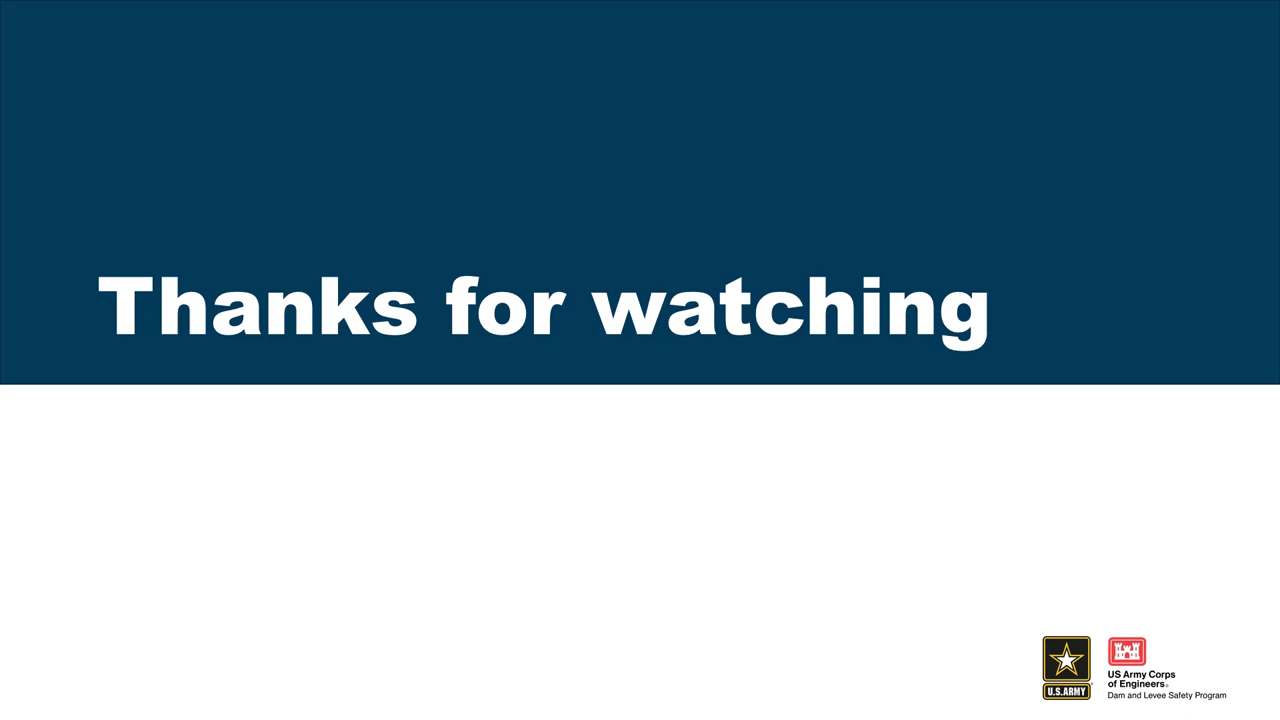 Thanks for watching
U.S.ARMY
US Army Corps
of Engineers®
Dam and Levee Safety Program